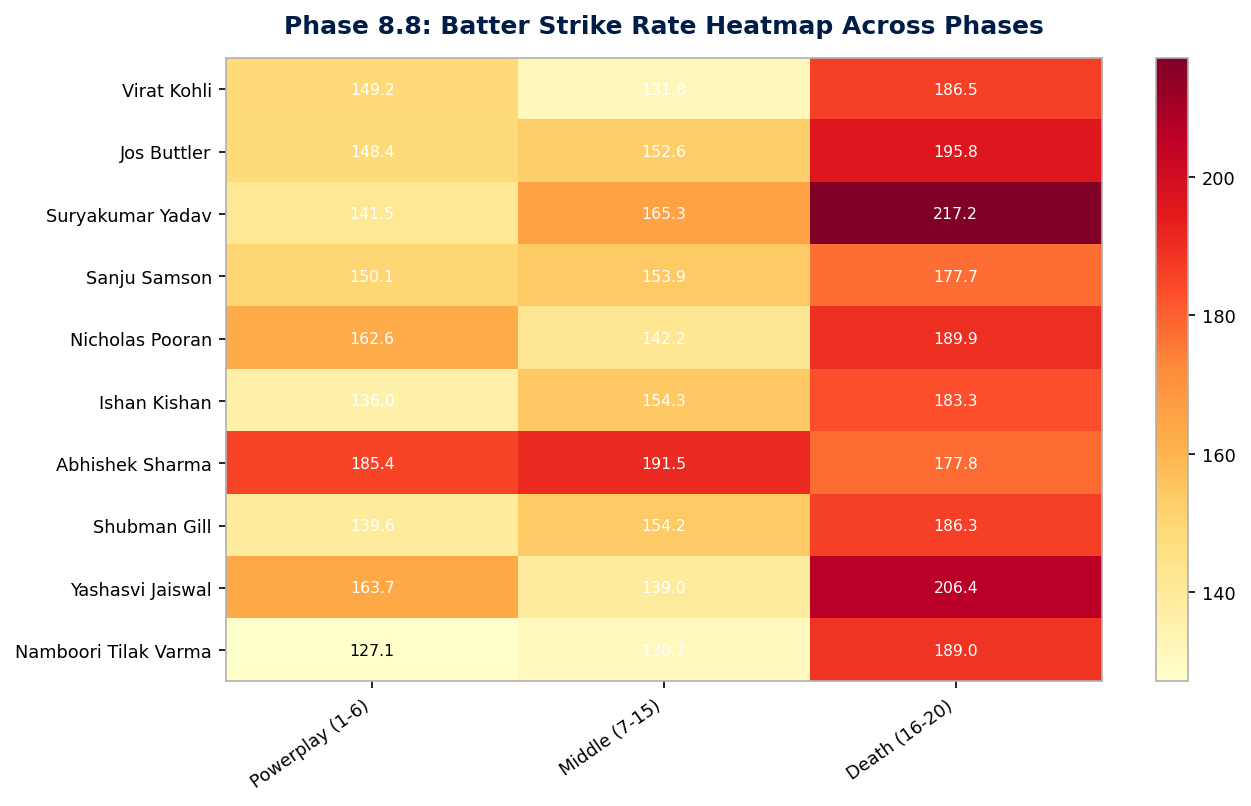 Phase 8.8: Batter Strike Rate Heatmap Across Phases
Virat Kohli 149.2 131.8 186.5
Jos Buttler 148.4 152.6 195.8
Suryakumar Yadav 141.5 165.3 217.2
Sanju Samson 150.1 153.9 177.7
Nicholas Pooran 162.6 142.2 189.9
Ishan Kishan 136.0 154.3 183.3
Abhishek Sharma 185.4 191.5 177.8
Shubman Gill 139.6 154.2 186.3
Yashasvi Jaiswal 163.7 139.0 206.4
Namboori Tilak Varma 127.1 130.7 189.0
Powerplay (1-6) Middle (7-15) Death (16-20)
200
180
160
140